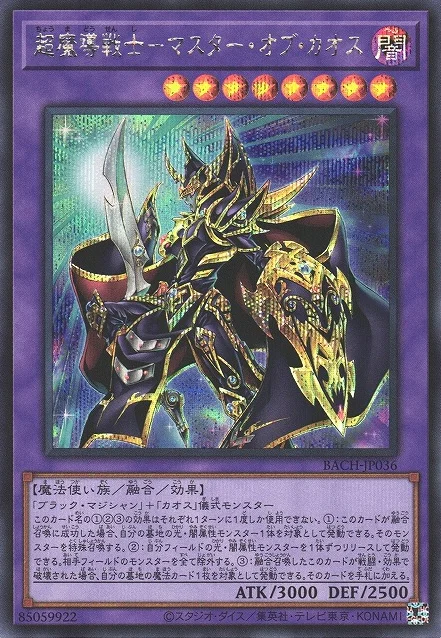 超魔導戦士－マスター・オブ・カオス
闇
BACH-JP036
【魔法使い族／融合／効果】
「ブラック・マジシャン」＋「カオス」儀式モンスター
このカード名の①②③の効果はそれぞれ１ターンに１度しか使用できない。①：このカードが融合
召喚に成功した場合、自分の墓地の光・闇属性モンスター１体を対象として発動できる。そのモン
スターを特殊召喚する。②：自分フィールドの光・闇属性モンスターを１体ずつリリースして発動
できる。相手フィールドのモンスターを全て除外する。③：融合召喚したこのカードが戦闘・効果で
破壊された場合、自分の墓地の魔法カード１枚を対象として発動できる。そのカードを手札に加える。
ATK/3000 DEF/2500
85059922 ©スタジオ・ダイス／集英社・テレビ東京・KONAMI